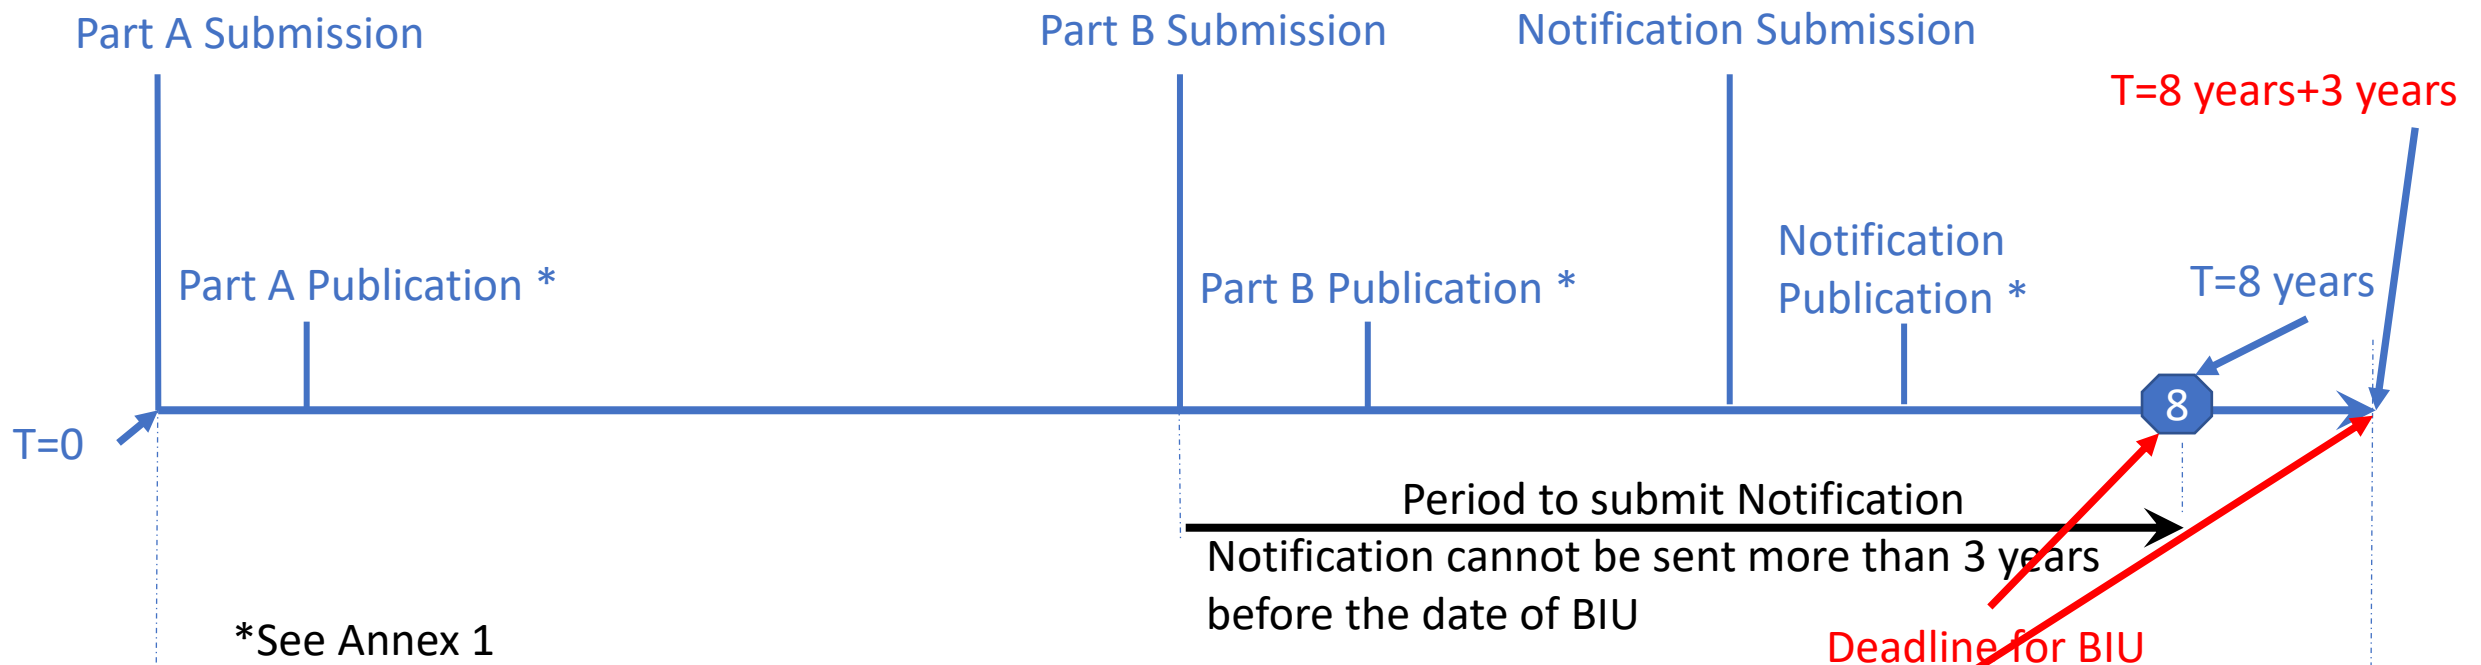 Part A Submission
Part B Submission
Notification Submission
T=8 years+3 years
Part A Publication *
Part B Publication *
Notification
Publication *
T=8 years
8
T=0
Period to submit Notification
Notification cannot be sent more than 3 years
before the date of BIU
*See Annex 1
Deadline for BIU